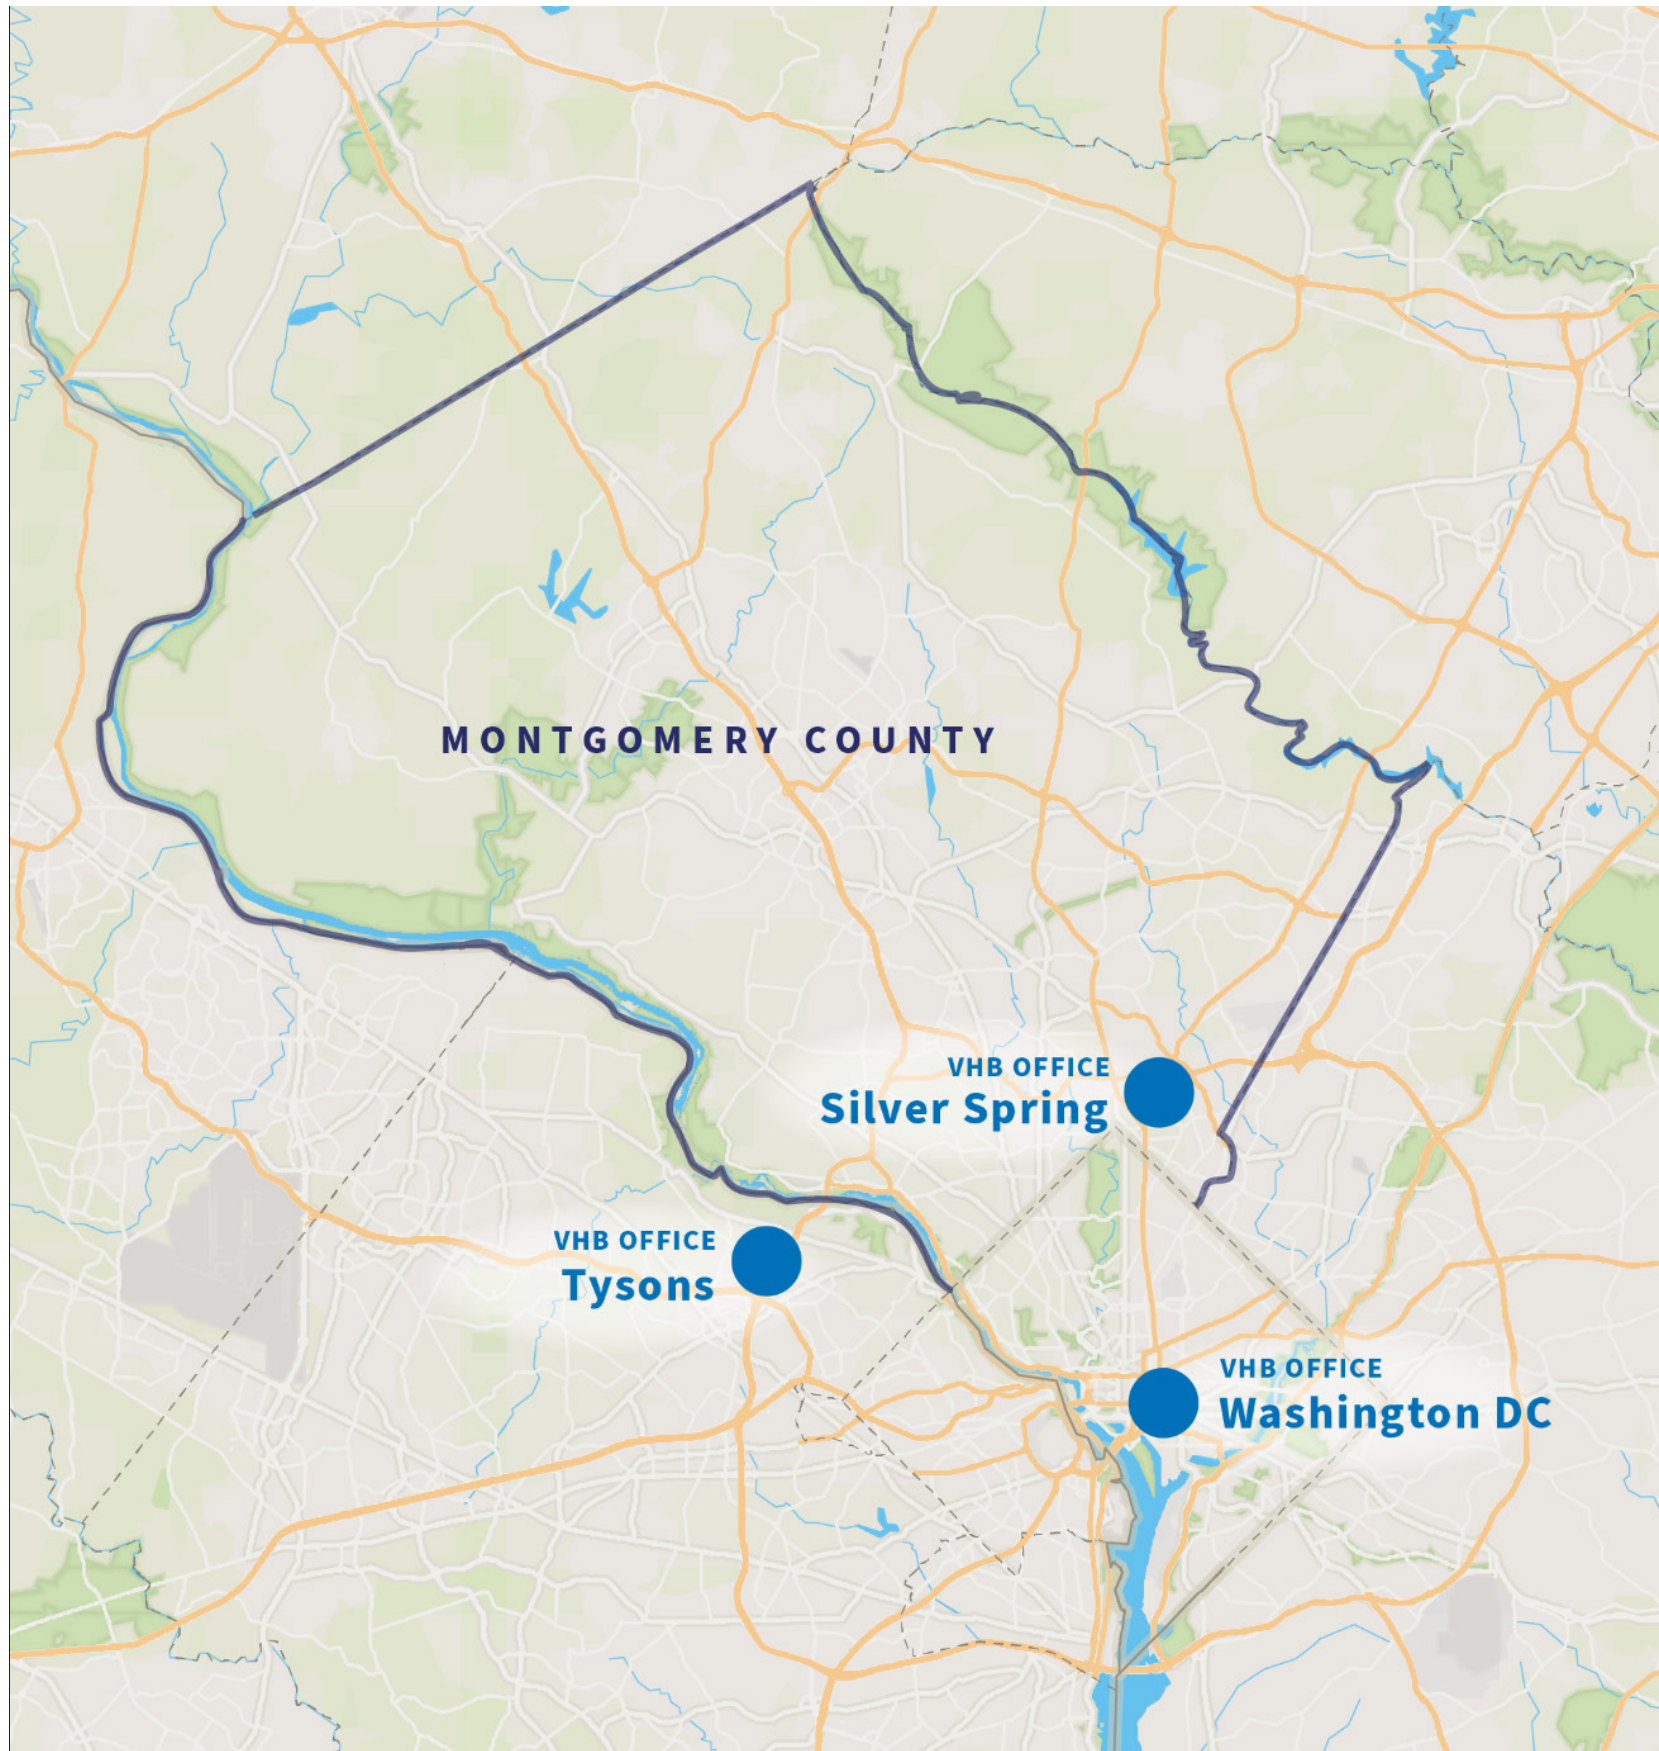 MONTGOMERY COUNTY
VHB OFFICE
Silver Spring
VHB OFFICE
Tysons
VHB OFFICE
Washington DC